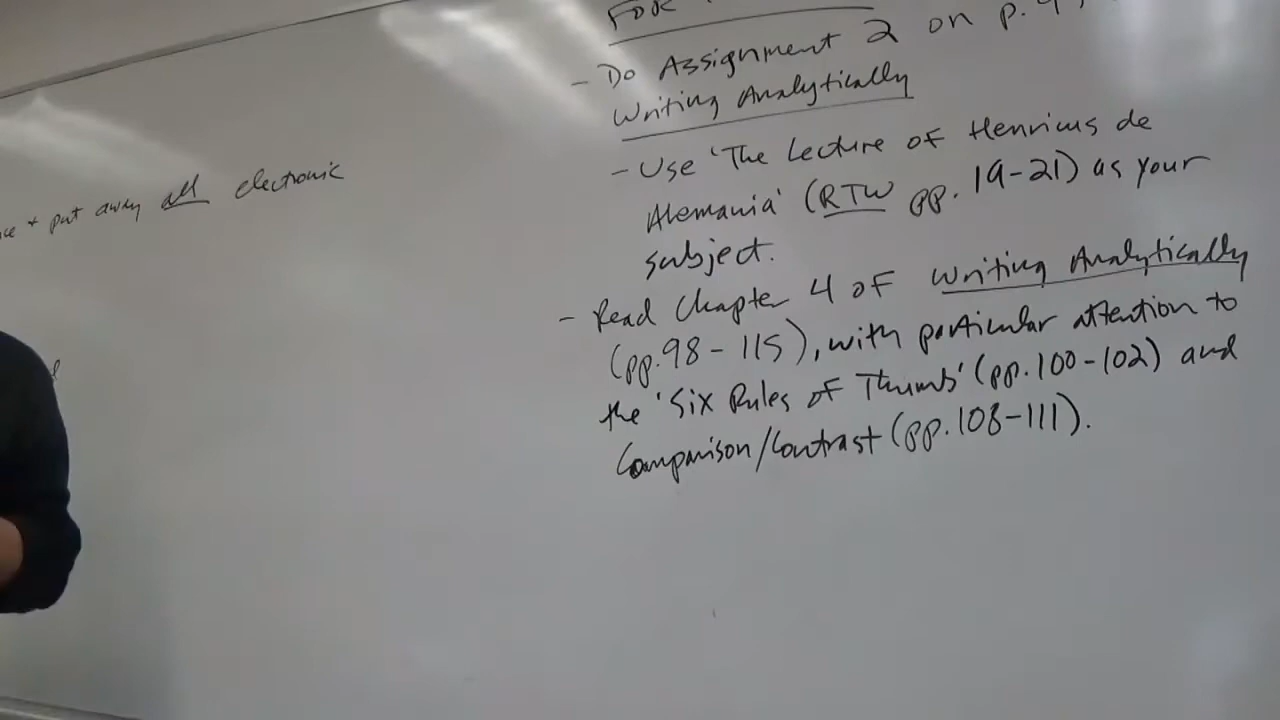 + put away all electronic
For
- Do Assignment 2 on p.4
Writing Analytically
- Use 'The Lecture of Henricus de
Alemania' (RTW pp. 19-21) as your
subject.
- Read Chapter 4 of Writing Analytically
(pp.98-115), with particular attention to
the 'Six Rules of Thumb' (pp.100-102) and
Comparison/Contrast (pp.108-111).